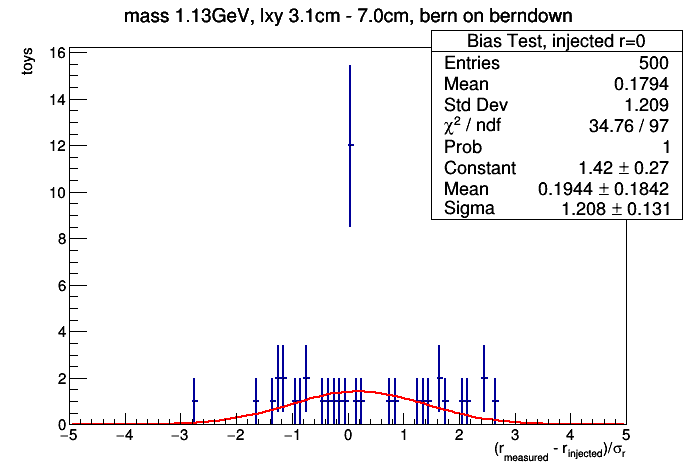 mass 1.13GeV, lxy 3.1cm - 7.0cm, bern on berndown
toys
Bias Test, injected r=0
Entries 500
Mean 0.1794
Std Dev 1.209
χ² / ndf 34.76 / 97
Prob 1
Constant 1.42 ± 0.27
Mean 0.1944 ± 0.1842
Sigma 1.208 ± 0.131
16
14
12
10
8
6
4
2
0
−5 −4 −3 −2 −1 0 1 2 3 4 5
(r_measured - r_injected)/σ_r